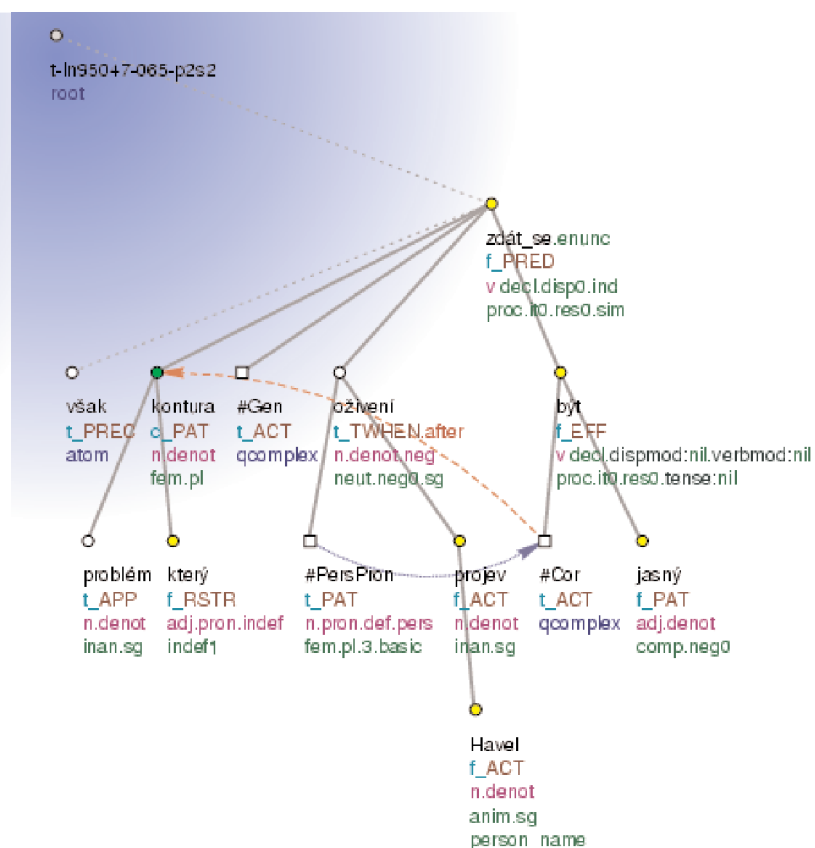 t-ln95047-065-p2s2
root
zdát_se.enunc
f_PRED
v decl.disp0.ind
proc.it0.res0.sim
však
t_PREC
atom
kontura
c_PAT
n.denot
fem.pl
#Gen
t_ACT
qcomplex
oživení
t_TWHEN.after
n.denot.neg
neut.neg0.sg
být
f_EFF
v decl.dispmod:nil.verbmod:nil
proc.it0.res0.tense:nil
problém
t_APP
n.denot
inan.sg
který
f_RSTR
adj.pron.indef
indef1
#PersPron
t_PAT
n.pron.def.pers
fem.pl.3.basic
projev
f_ACT
n.denot
inan.sg
#Cor
t_ACT
qcomplex
jasný
f_PAT
adj.denot
comp.neg0
Havel
f_ACT
n.denot
anim.sg
person_name